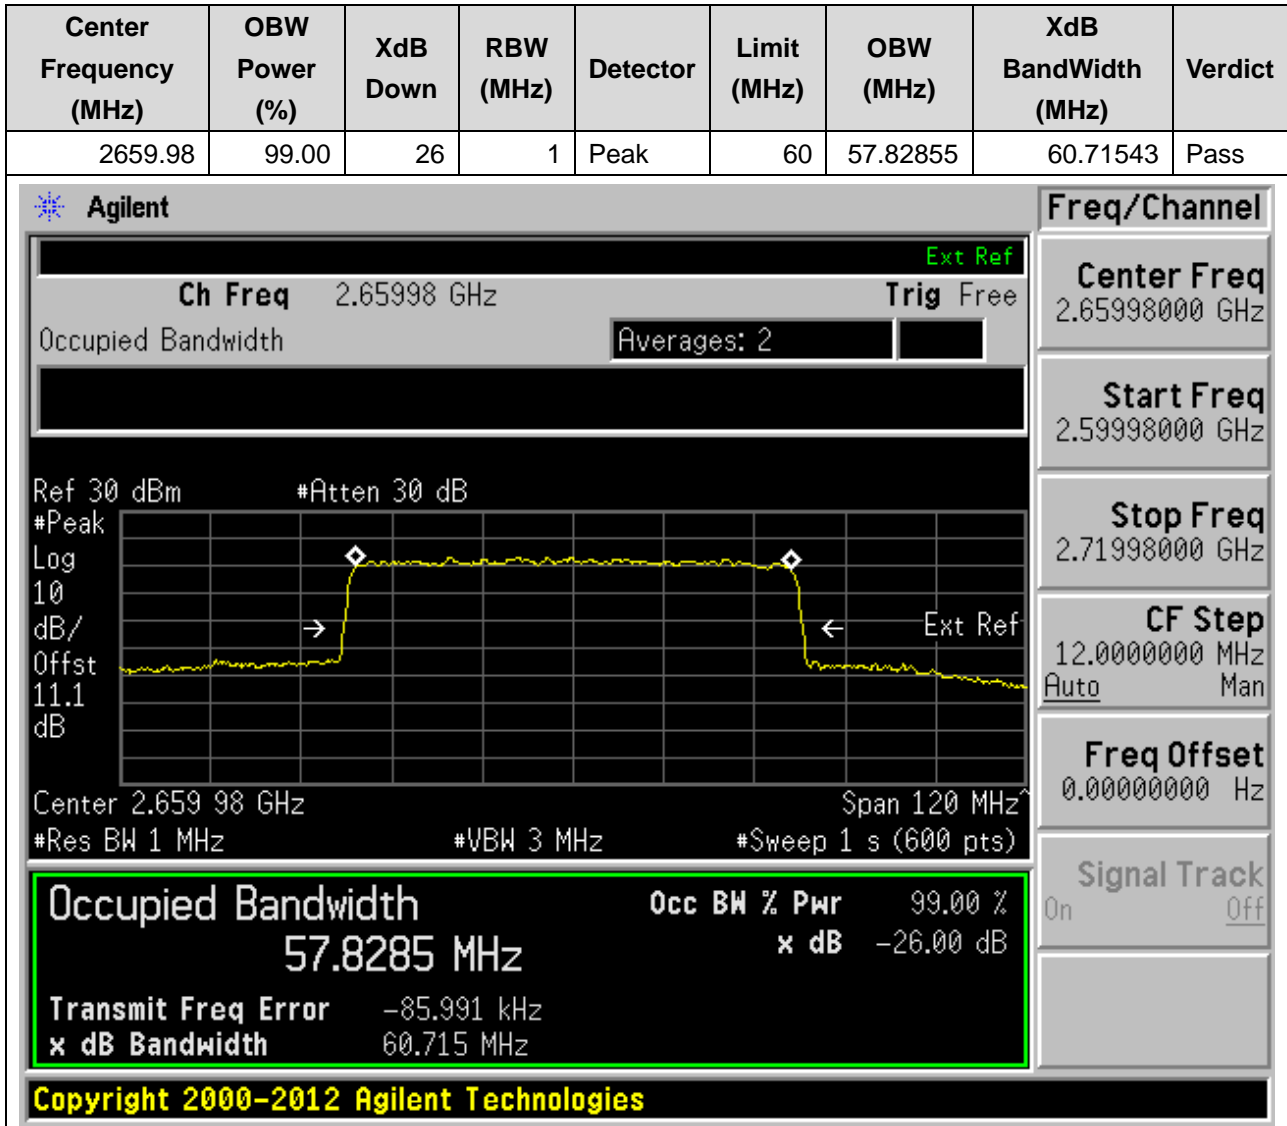 Center Frequency (MHz) OBW Power (%) XdB Down RBW (MHz) Detector Limit (MHz) OBW (MHz) XdB BandWidth (MHz) Verdict
2659.98 99.00 26 1 Peak 60 57.82855 60.71543 Pass
Agilent
Freq/Channel
Ext Ref
Ch Freq 2.65998 GHz Trig Free
Occupied Bandwidth Averages: 2
Ref 30 dBm #Atten 30 dB
#Peak
Log
10
dB/
Offst
11.1
dB
Ext Ref
Center 2.659 98 GHz Span 120 MHz^
#Res BW 1 MHz #VBW 3 MHz #Sweep 1 s (600 pts)
Occupied Bandwidth
57.8285 MHz
Occ BW % Pwr 99.00 %
x dB -26.00 dB
Transmit Freq Error -85.991 kHz
x dB Bandwidth 60.715 MHz
Center Freq
2.65998000 GHz
Start Freq
2.59998000 GHz
Stop Freq
2.71998000 GHz
CF Step
12.0000000 MHz
Auto Man
Freq Offset
0.00000000 Hz
Signal Track
On Off
Copyright 2000-2012 Agilent Technologies